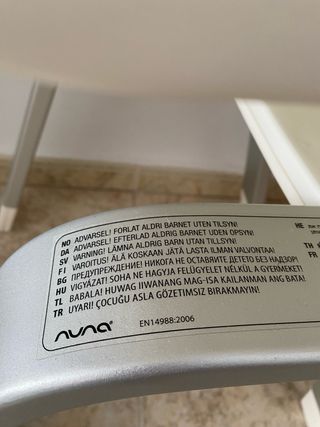 NO ADVARSEL! FORLAT ALDRI BARNET UTEN TILSYN!
DA ADVARSEL! EFTERLAD ALDRIG BARNET UDEN OPSYN!
SV VARNING! LÄMNA ALDRIG BARN UTAN TILLSYN!
FI VAROITUS! ÄLÄ KOSKAAN JÄTÄ LASTA ILMAN VALVONTAA!
BG ПРЕДУПРЕЖДЕНИЕ! НИКОГА НЕ ОСТАВЯЙТЕ ДЕТЕТО БЕЗ НАДЗОР!
HU VIGYÁZAT! SOHA NE HAGYJA FELÜGYELET NÉLKÜL A GYERMEKET!
TL BABALA! HUWAG IIWANANG MAG-ISA KAILANMAN ANG BATA!
TR UYARI! ÇOCUĞU ASLA GÖZETIMSIZ BIRAKMAYIN!
nuna
EN14988:2006
HE
TH
FR